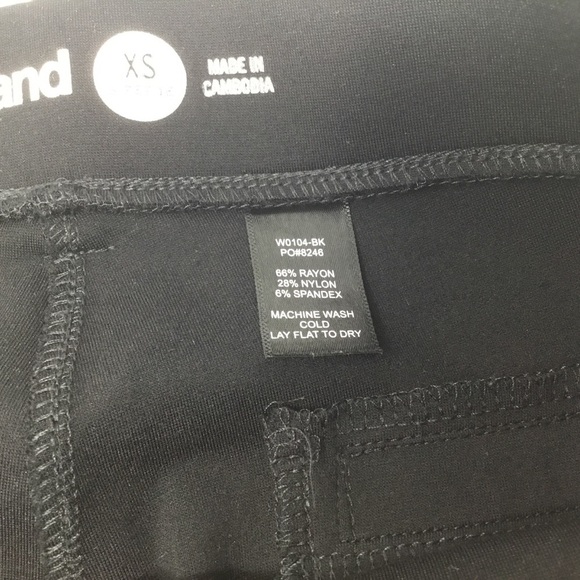 and
XS
MADE IN
CAMBODIA
W0104-BK
PO#8246
66% RAYON
28% NYLON
6% SPANDEX
MACHINE WASH
COLD
LAY FLAT TO DRY